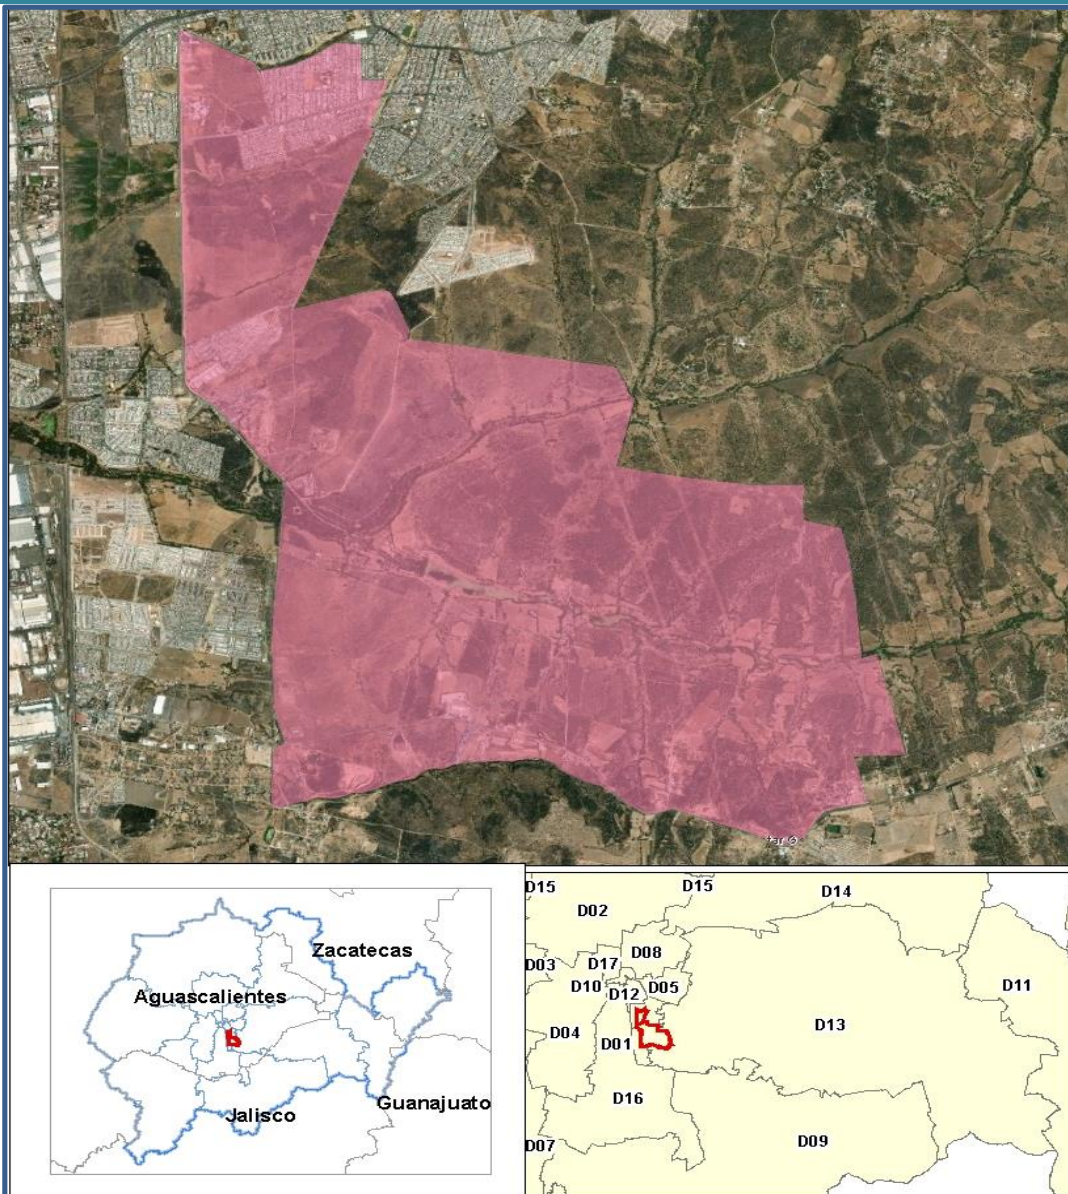 Zacatecas
Aguascalientes
Guanajuato
Jalisco
D15
D15
D14
D02
D08
D17
D03
D10
D05
D12
D11
D13
D04
D01
D16
D07
D09